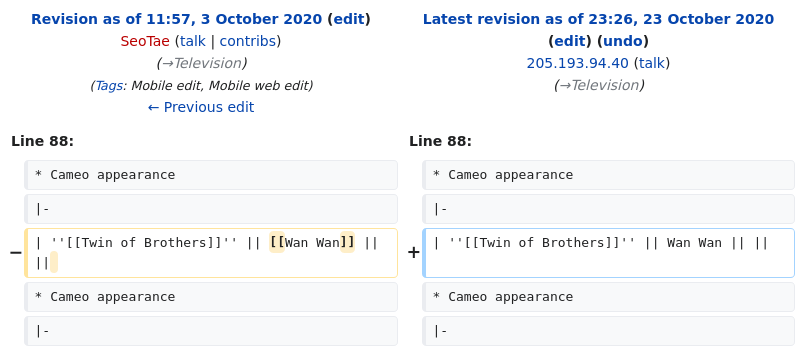 Revision as of 11:57, 3 October 2020 (edit)
SeoTae (talk | contribs)
(→Television)
(Tags: Mobile edit, Mobile web edit)
← Previous edit
Latest revision as of 23:26, 23 October 2020
(edit) (undo)
205.193.94.40 (talk)
(→Television)
Line 88:
Line 88:
* Cameo appearance
* Cameo appearance
|-
|-
− | ''[[Twin of Brothers]]'' || [[Wan Wan]] ||
||
+ | ''[[Twin of Brothers]]'' || Wan Wan || ||
* Cameo appearance
* Cameo appearance
|-
|-